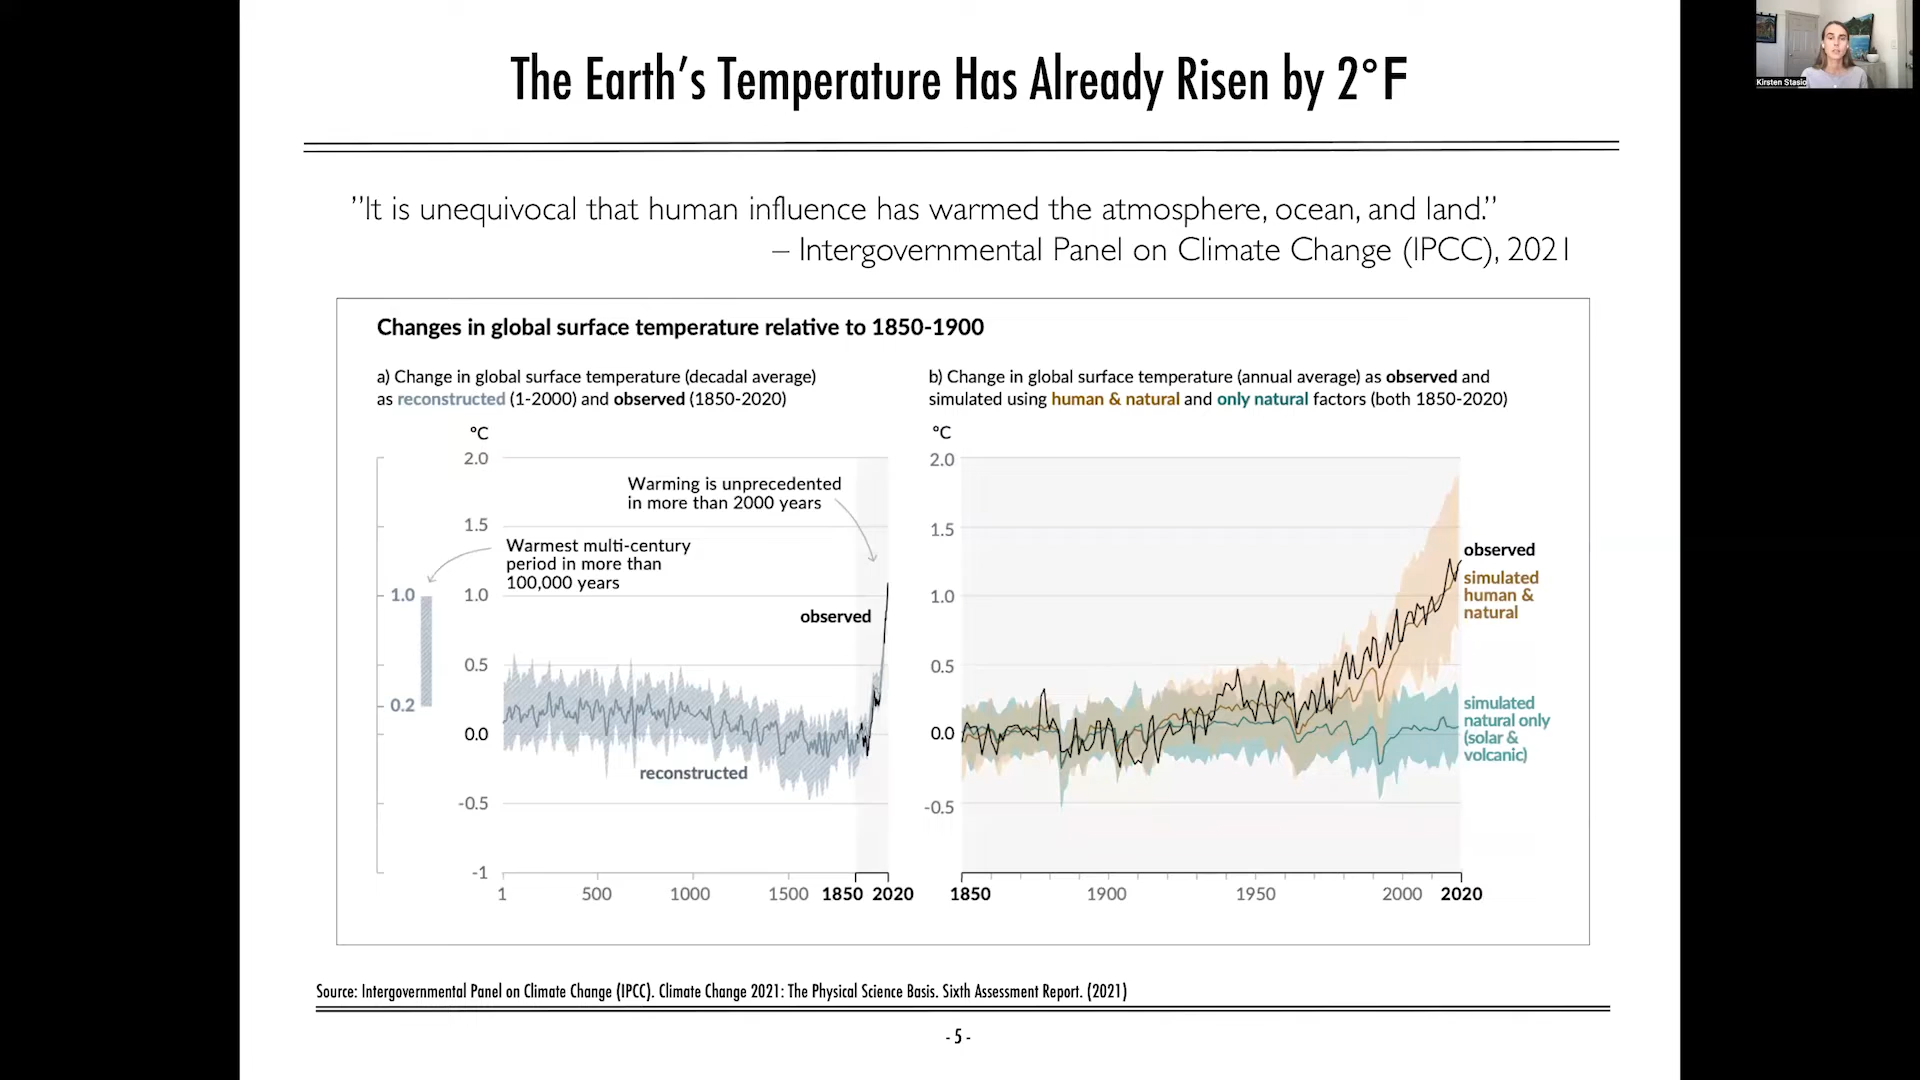 The Earth's Temperature Has Already Risen by 2°F
Kirsten Stasio
”It is unequivocal that human influence has warmed the atmosphere, ocean, and land.”
– Intergovernmental Panel on Climate Change (IPCC), 2021
Changes in global surface temperature relative to 1850-1900
a) Change in global surface temperature (decadal average)
as reconstructed (1-2000) and observed (1850-2020)
ºC
2.0
1.5
1.0
0.5
0.0
-0.5
-1
1.0
0.2
Warming is unprecedented
in more than 2000 years
Warmest multi-century
period in more than
100,000 years
observed
reconstructed
1 500 1000 1500 1850 2020
b) Change in global surface temperature (annual average) as observed and
simulated using human & natural and only natural factors (both 1850-2020)
ºC
2.0
1.5
1.0
0.5
0.0
-0.5
observed
simulated
human &
natural
simulated
natural only
(solar &
volcanic)
1850 1900 1950 2000 2020
Source: Intergovernmental Panel on Climate Change (IPCC). Climate Change 2021: The Physical Science Basis. Sixth Assessment Report. (2021)
- 5 -